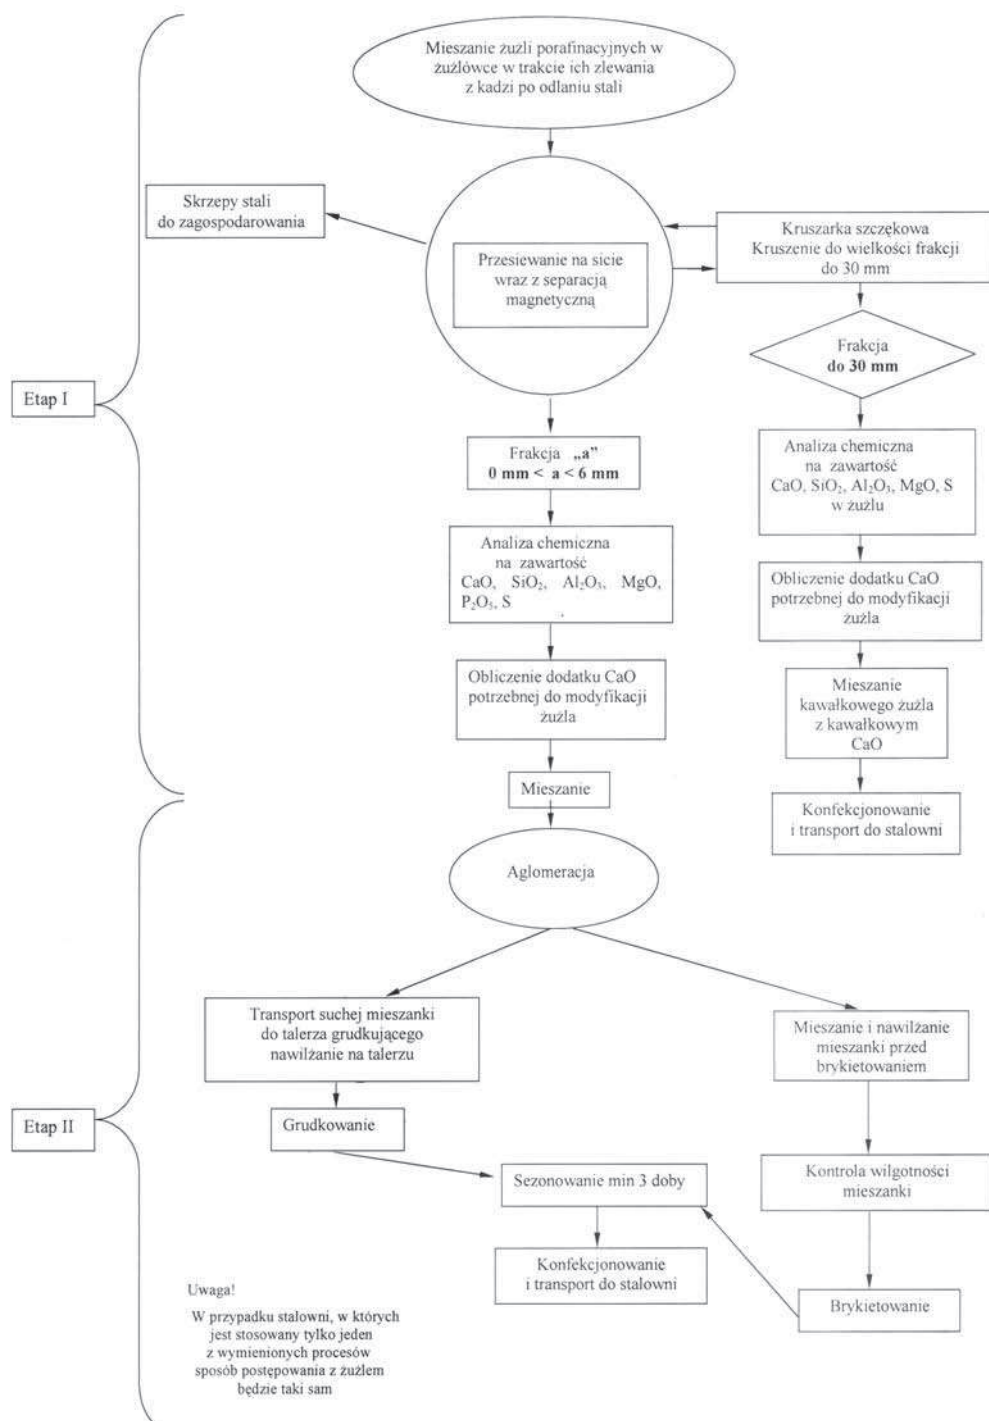 Mieszanie żużli porafinacyjnych w
żużlówce w trakcie ich zlewania
z kadzi po odlaniu stali
Skrzepy stali
do zagospodarowania
Przesiewanie na sicie
wraz z separacją
magnetyczną
Kruszarka szczękowa
Kruszenie do wielkości frakcji
do 30 mm
Frakcja
do 30 mm
Etap I
Frakcja „a”
0 mm < a < 6 mm
Analiza chemiczna
na zawartość
CaO, SiO₂, Al₂O₃, MgO, S
w żużlu
Analiza chemiczna
na zawartość
CaO, SiO₂, Al₂O₃, MgO,
P₂O₅, S
Obliczenie dodatku CaO
potrzebnej do modyfikacji
żużla
Obliczenie dodatku CaO
potrzebnej do modyfikacji
żużla
Mieszanie
kawałkowego żużla
z kawałkowym
CaO
Mieszanie
Konfekcjonowanie
i transport do stalowni
Aglomeracja
Transport suchej mieszanki
do talerza grudkującego
nawilżanie na talerzu
Mieszanie i nawilżanie
mieszanki przed
brykietowaniem
Etap II
Grudkowanie
Sezonowanie min 3 doby
Kontrola wilgotności
mieszanki
Konfekcjonowanie
i transport do stalowni
Brykietowanie
Uwaga!
W przypadku stalowni, w których
jest stosowany tylko jeden
z wymienionych procesów
sposób postępowania z żużlem
będzie taki sam